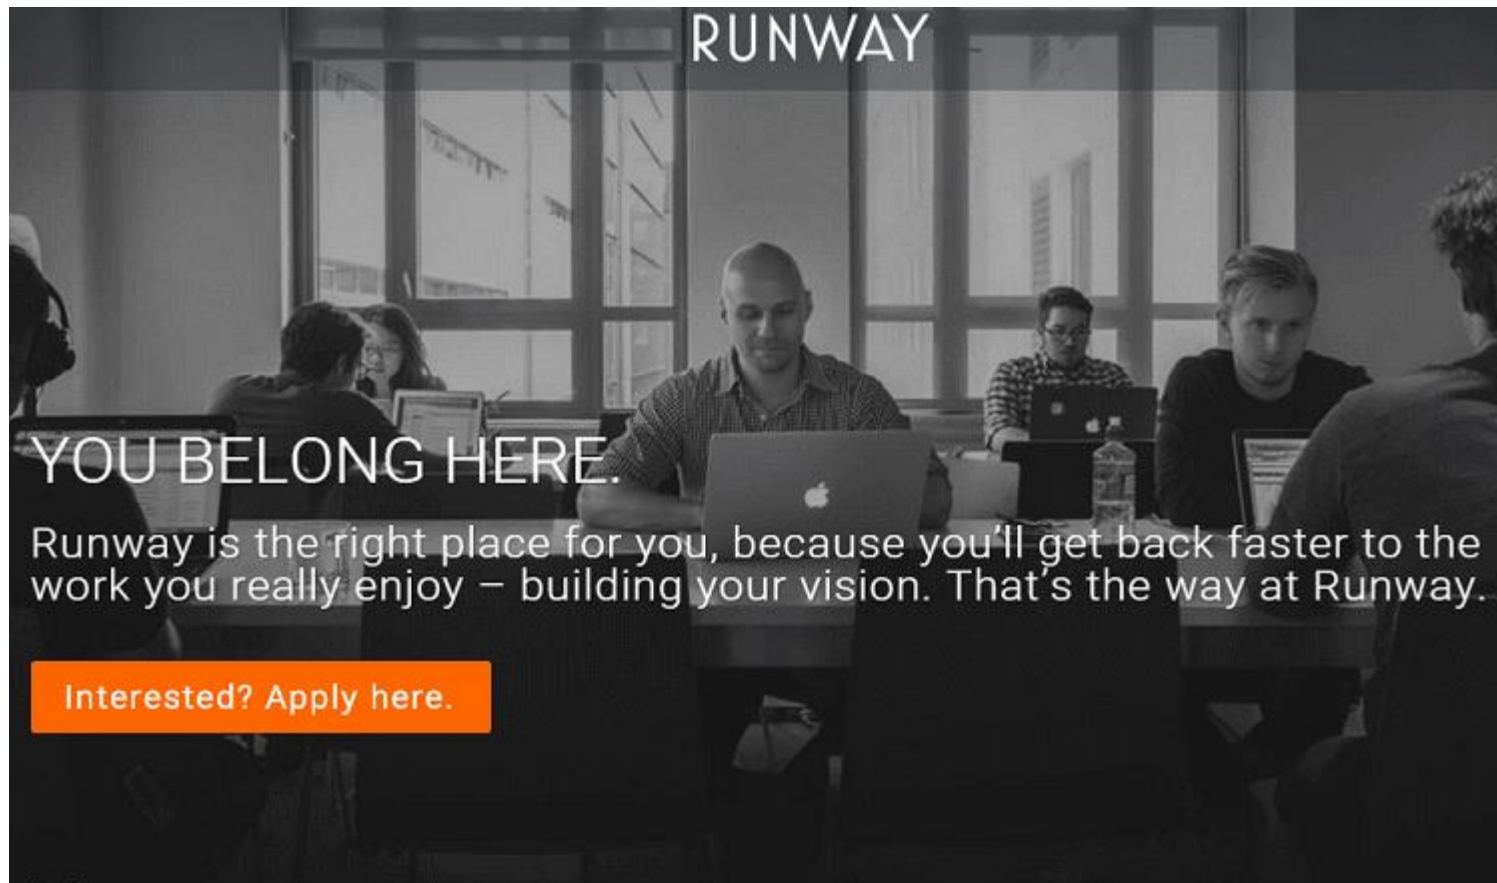 RUNWAY
YOU BELONG HERE.
Runway is the right place for you, because you'll get back faster to the
work you really enjoy – building your vision. That's the way at Runway.
Interested? Apply here.